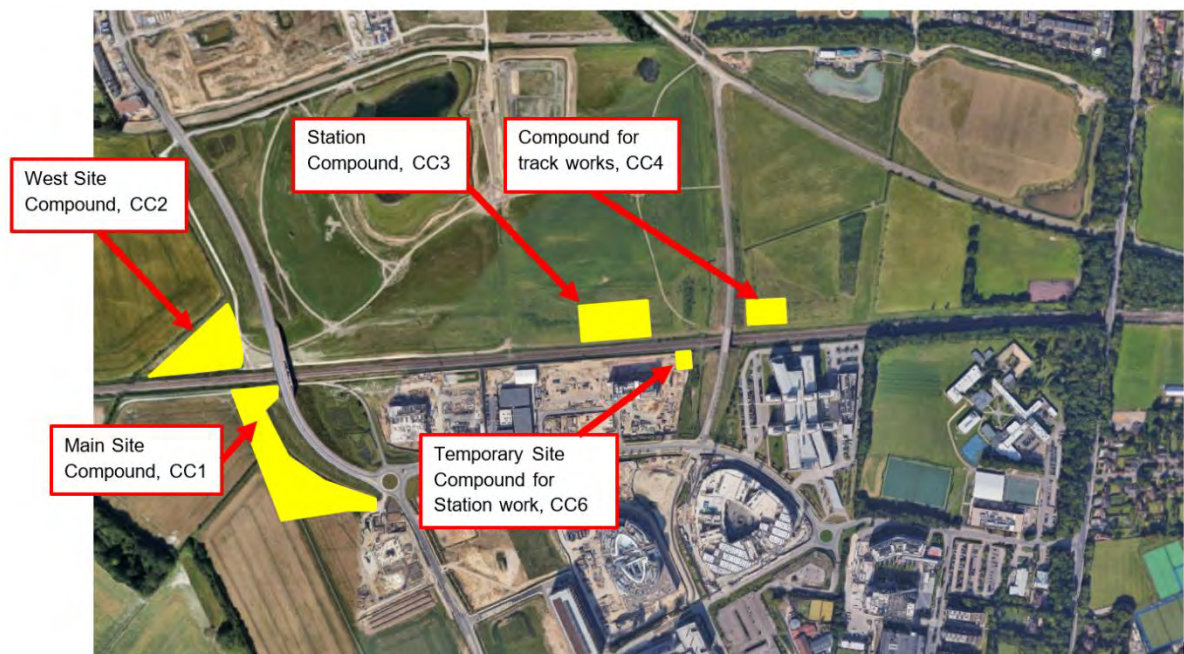 Station
Compound, CC3
Compound for
track works, CC4
West Site
Compound, CC2
Main Site
Compound, CC1
Temporary Site
Compound for
Station work, CC6